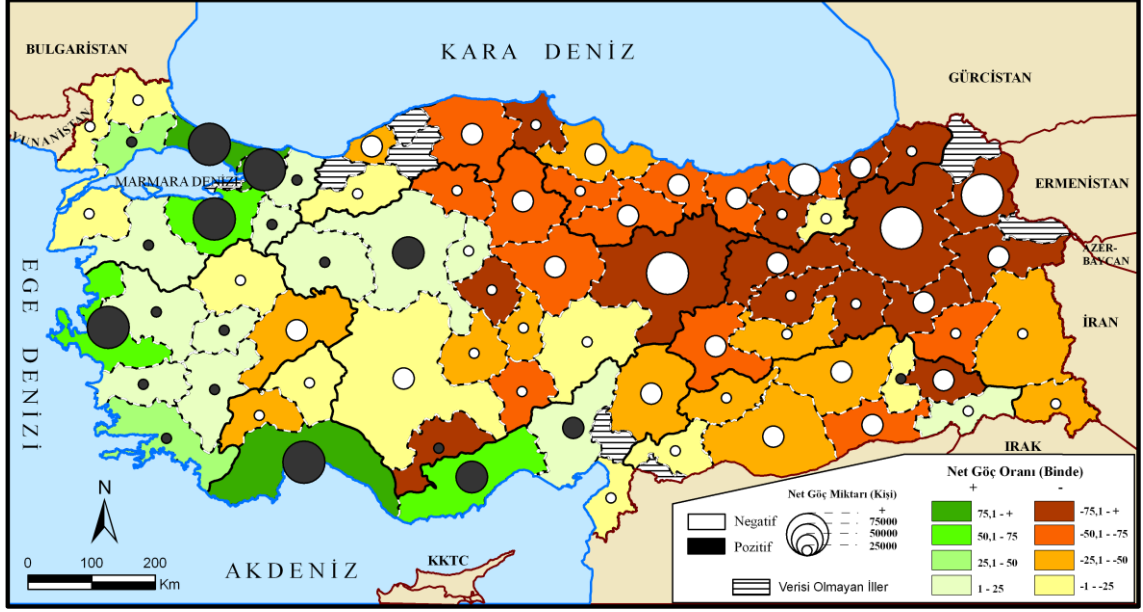 BULGARİSTAN
KARA DENİZ
GÜRCİSTAN
YUNANİSTAN
MARMARA DENİZİ
ERMENİSTAN
AZER-
BAYCAN
EGE DENİZİ
İRAN
IRAK
N
0 100 200
Km
AKDENİZ
KKTC
Negatif
Pozitif
Net Göç Miktarı (Kişi)
+
75000
50000
25000
Verisi Olmayan İller
Net Göç Oranı (Binde)
+ -
75,1 - + -75,1 - +
50,1 - 75 -50,1 - -75
25,1 - 50 -25,1 - -50
1 - 25 -1 - -25